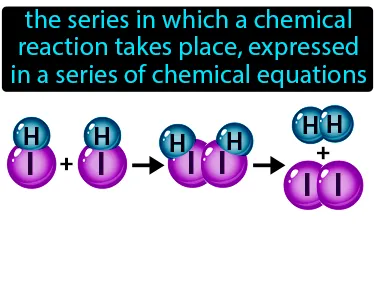 the series in which a chemical
reaction takes place, expressed
in a series of chemical equations
H H H H H H
+ +
I I I I I I